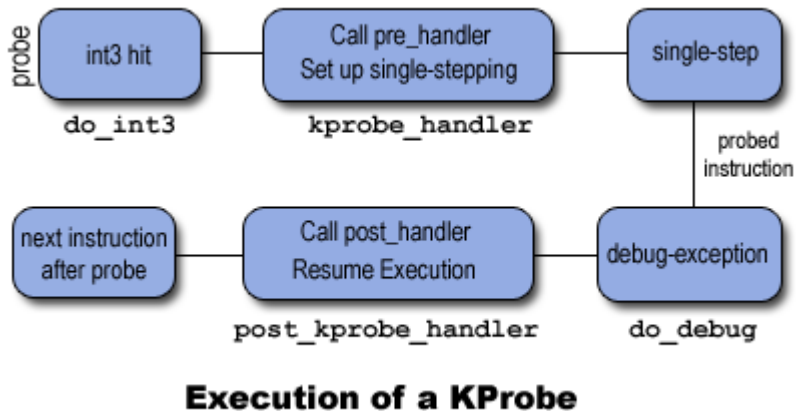 probe
int3 hit
do_int3
Call pre_handler
Set up single-stepping
kprobe_handler
single-step
probed
instruction
next instruction
after probe
Call post_handler
Resume Execution
post_kprobe_handler
debug-exception
do_debug
Execution of a KProbe